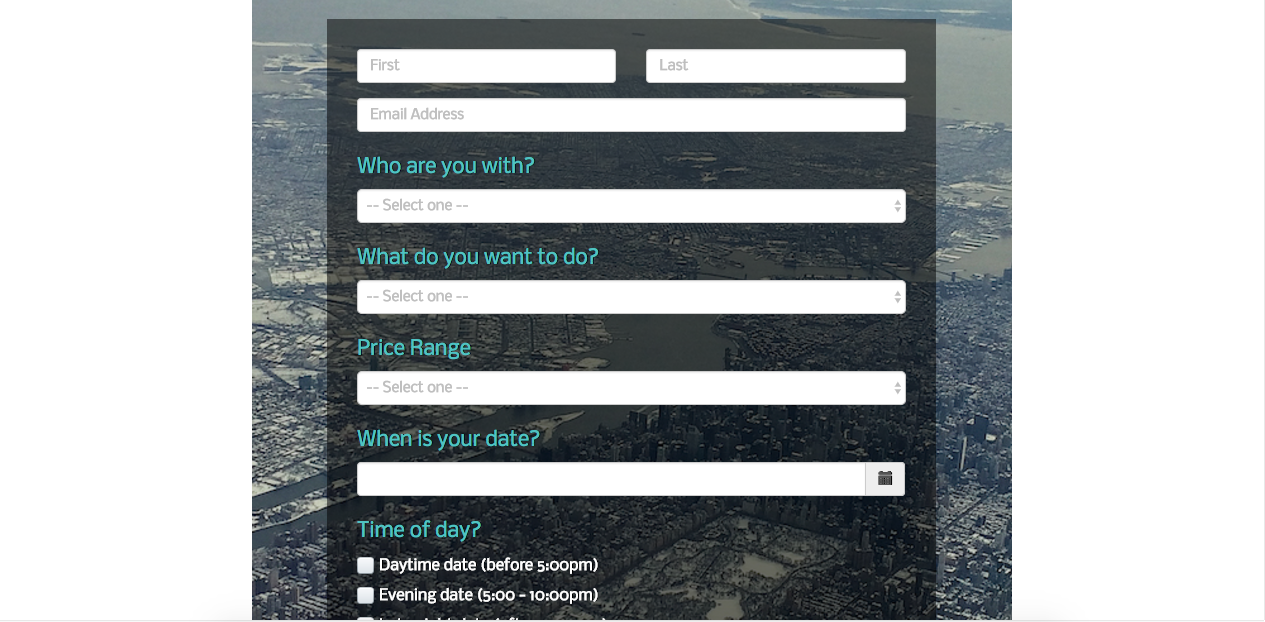 First Last
Email Address
Who are you with?
-- Select one --
What do you want to do?
-- Select one --
Price Range
-- Select one --
When is your date?
Time of day?
Daytime date (before 5:00pm)
Evening date (5:00 - 10:00pm)